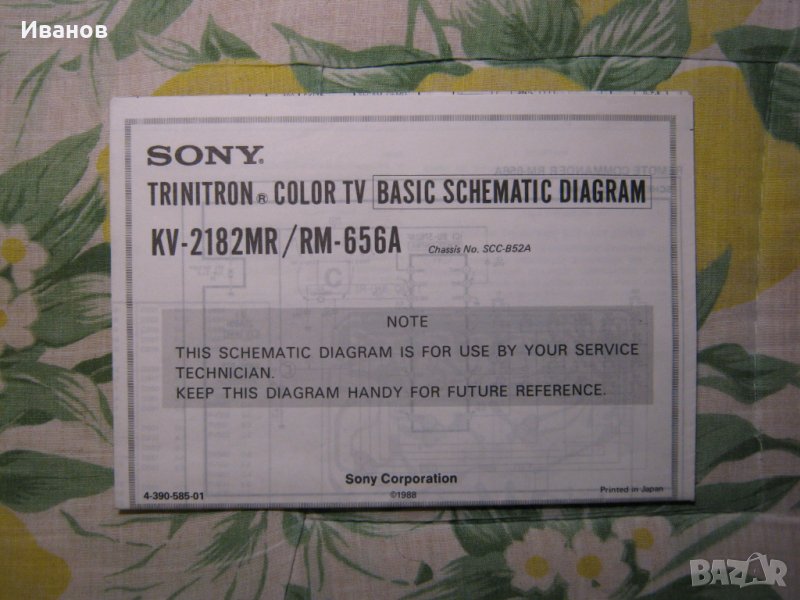 Иванов
SONY®
TRINITRON® COLOR TV BASIC SCHEMATIC DIAGRAM
KV-2182MR/RM-656A Chassis No. SCC-B52A
NOTE
THIS SCHEMATIC DIAGRAM IS FOR USE BY YOUR SERVICE
TECHNICIAN.
KEEP THIS DIAGRAM HANDY FOR FUTURE REFERENCE.
Sony Corporation
4-390-585-01 ©1988 Printed in Japan
BAZAR